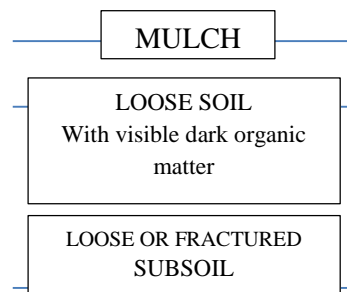 MULCH
LOOSE SOIL
With visible dark organic
matter
LOOSE OR FRACTURED
SUBSOIL